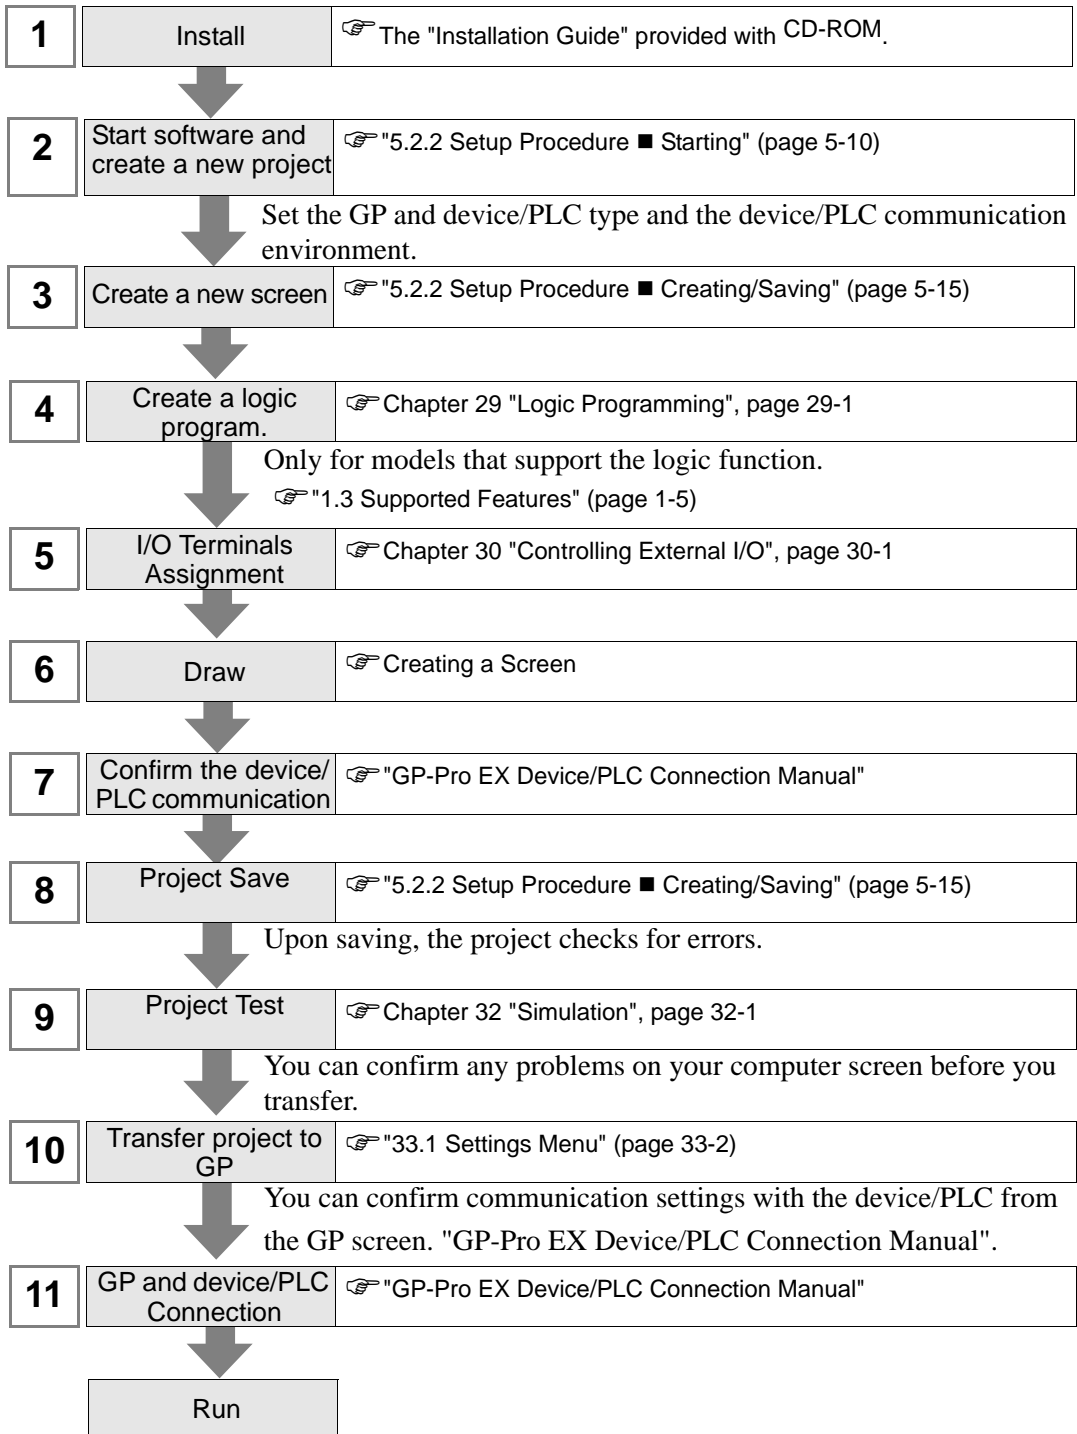 1
Install
☞ The "Installation Guide" provided with CD-ROM.
2
Start software and
create a new project
☞ "5.2.2 Setup Procedure ■ Starting" (page 5-10)
Set the GP and device/PLC type and the device/PLC communication
environment.
3
Create a new screen
☞ "5.2.2 Setup Procedure ■ Creating/Saving" (page 5-15)
4
Create a logic
program.
☞ Chapter 29 "Logic Programming", page 29-1
Only for models that support the logic function.
☞ "1.3 Supported Features" (page 1-5)
5
I/O Terminals
Assignment
☞ Chapter 30 "Controlling External I/O", page 30-1
6
Draw
☞ Creating a Screen
7
Confirm the device/
PLC communication
☞ "GP-Pro EX Device/PLC Connection Manual"
8
Project Save
☞ "5.2.2 Setup Procedure ■ Creating/Saving" (page 5-15)
Upon saving, the project checks for errors.
9
Project Test
☞ Chapter 32 "Simulation", page 32-1
You can confirm any problems on your computer screen before you
transfer.
10
Transfer project to
GP
☞ "33.1 Settings Menu" (page 33-2)
You can confirm communication settings with the device/PLC from
the GP screen. "GP-Pro EX Device/PLC Connection Manual".
11
GP and device/PLC
Connection
☞ "GP-Pro EX Device/PLC Connection Manual"
Run